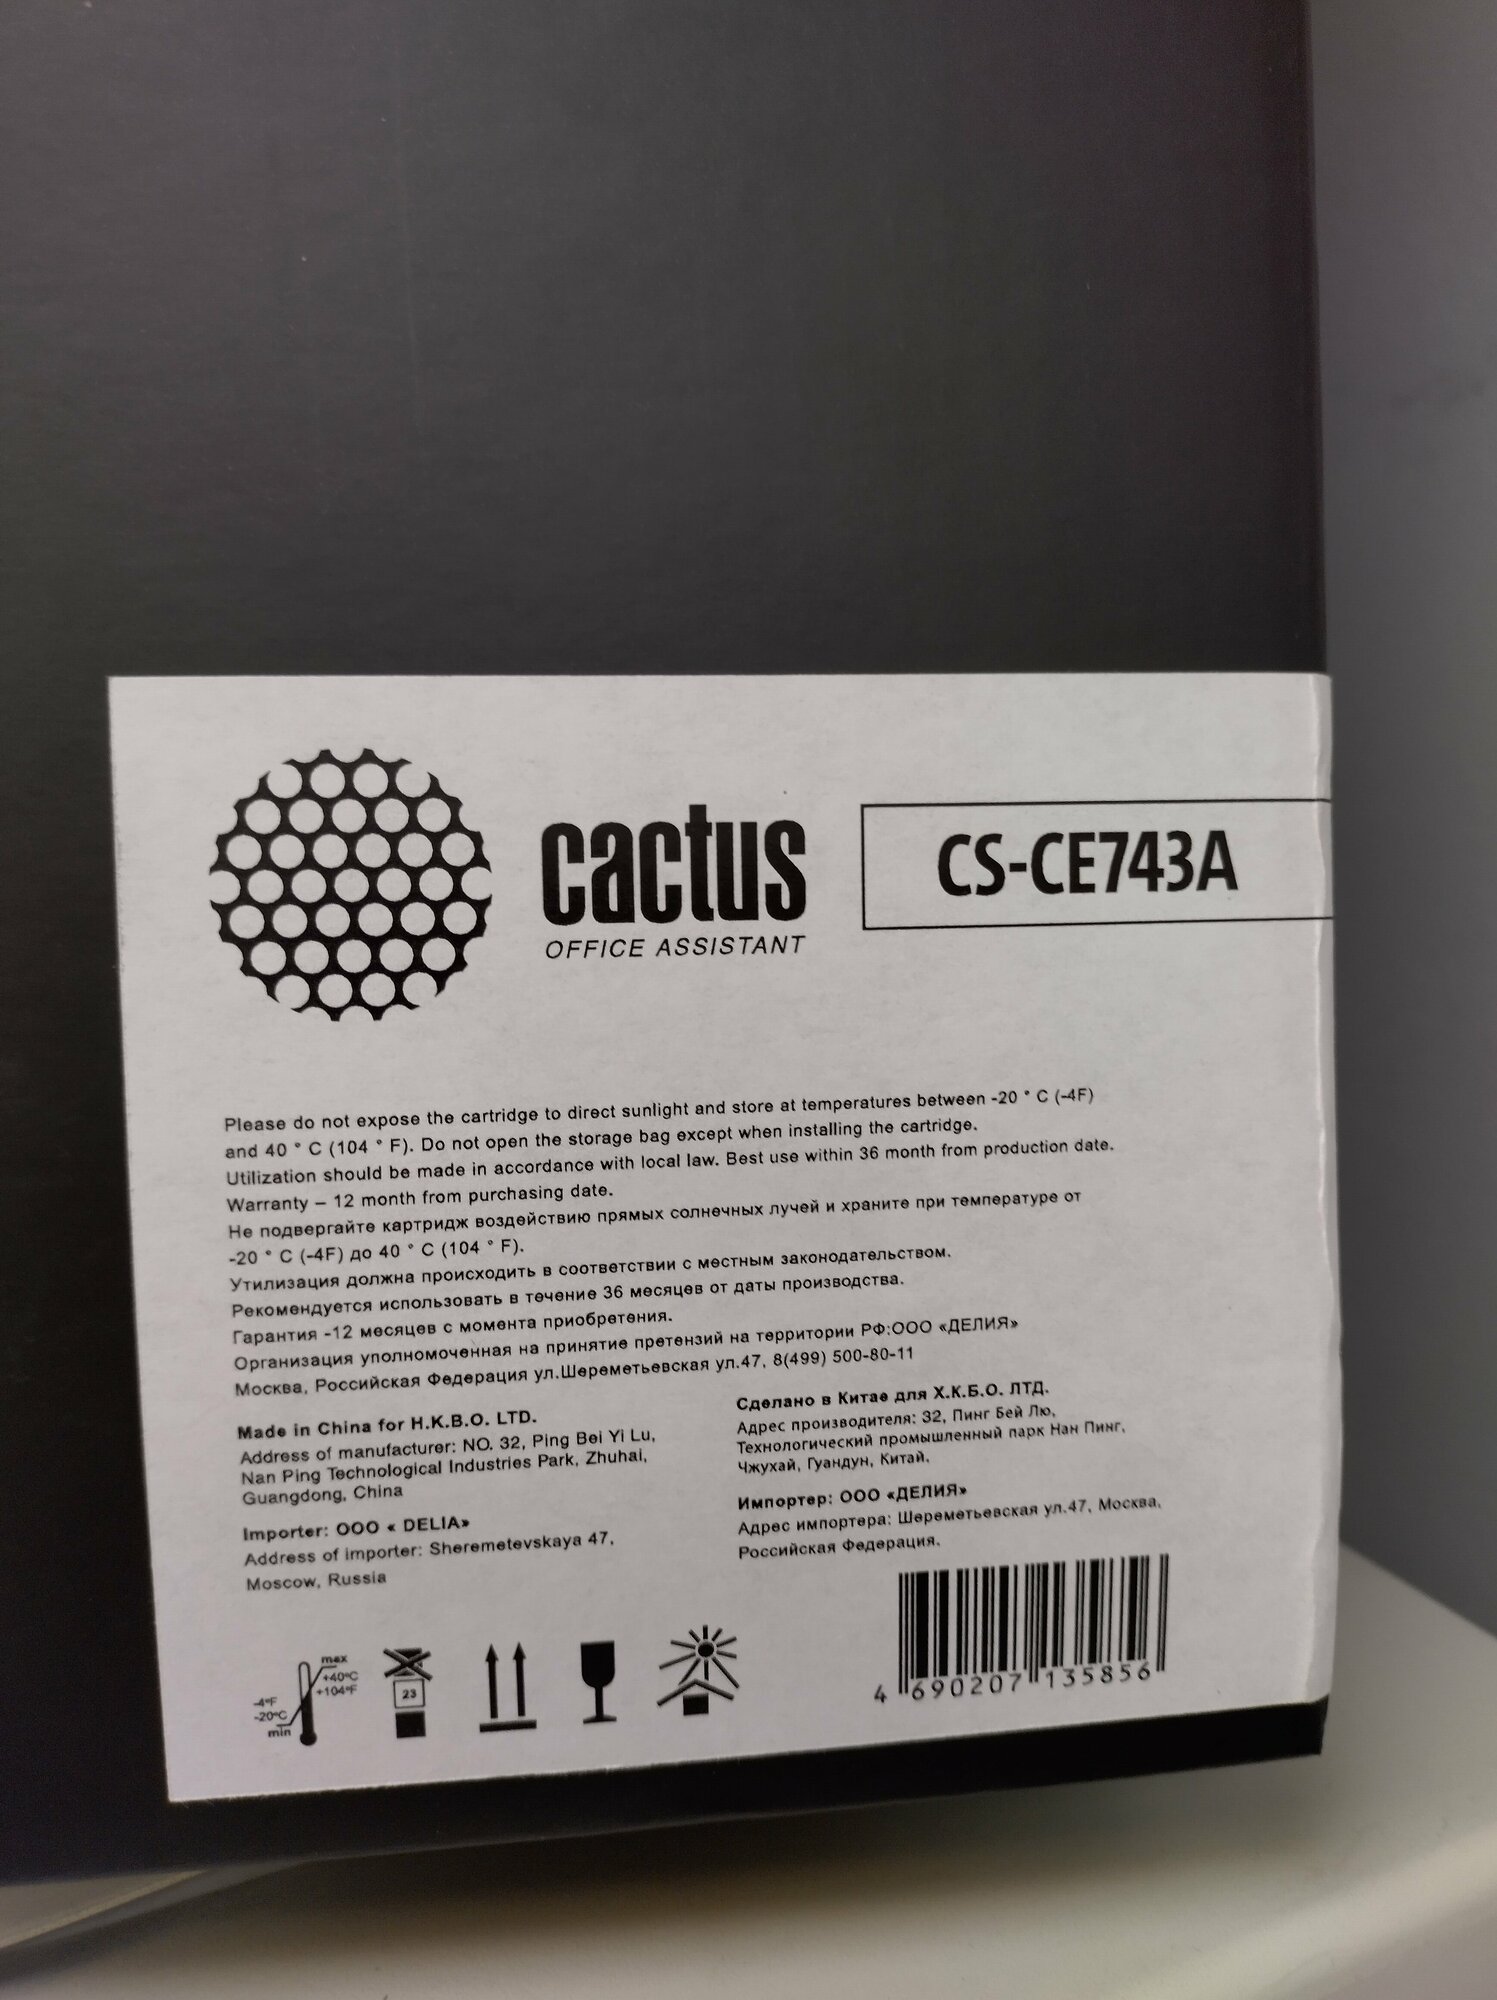 cactus
OFFICE ASSISTANT
CS-CE743A
Please do not expose the cartridge to direct sunlight and store at temperatures between -20 ° C (-4F)
and 40 ° C (104 ° F). Do not open the storage bag except when installing the cartridge.
Utilization should be made in accordance with local law. Best use within 36 month from production date.
Warranty – 12 month from purchasing date.
Не подвергайте картридж воздействию прямых солнечных лучей и храните при температуре от
-20 ° C (-4F) до 40 ° C (104 ° F).
Утилизация должна происходить в соответствии с местным законодательством.
Рекомендуется использовать в течение 36 месяцев от даты производства.
Гарантия -12 месяцев с момента приобретения.
Организация уполномоченная на принятие претензий на территории РФ:ООО «ДЕЛИЯ»
Москва, Российская Федерация ул.Шереметьевская ул.47, 8(499) 500-80-11
Made in China for H.K.B.O. LTD.
Address of manufacturer: NO. 32, Ping Bei Yi Lu,
Nan Ping Technological Industries Park, Zhuhai,
Guangdong, China
Importer: OOO « DELIA»
Address of importer: Sheremetevskaya 47,
Moscow, Russia
Сделано в Китае для Х.К.Б.О. ЛТД.
Адрес производителя: 32, Пинг Бей Лю,
Технологический промышленный парк Нан Пинг,
Чжухай, Гуандун, Китай.
Импортер: ООО «ДЕЛИЯ»
Адрес импортера: Шереметьевская ул.47, Москва,
Российская Федерация.
max
+40°C
+104°F
-4°F
-20°C
min
23
4 690207 135856